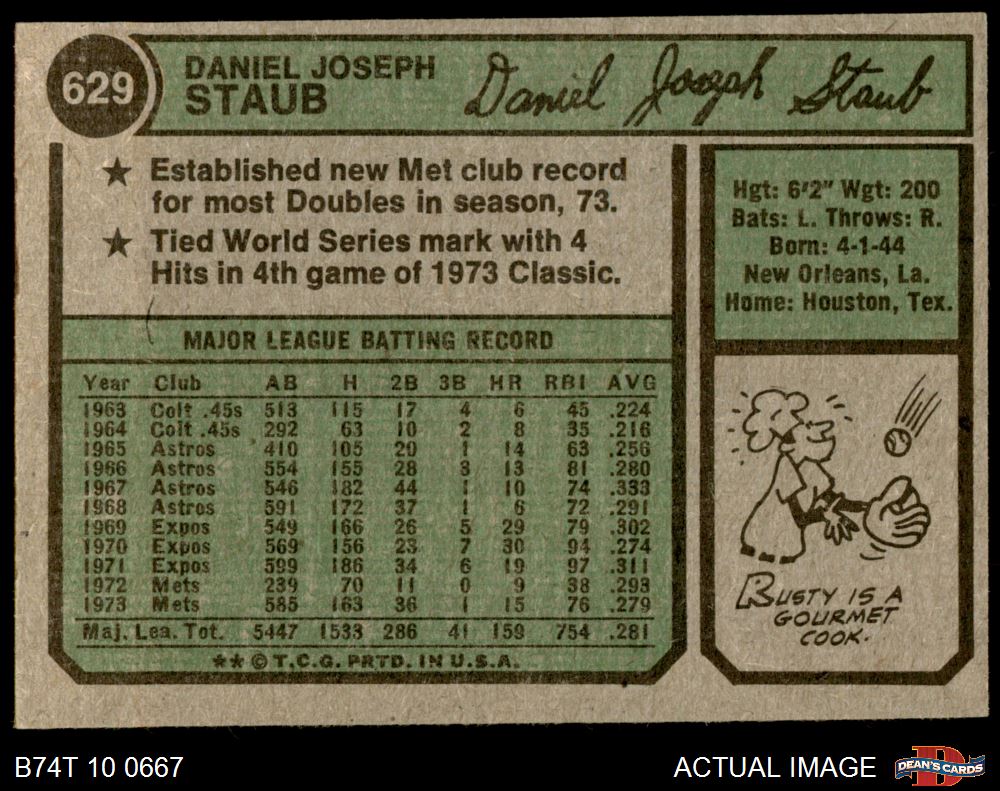 629
DANIEL JOSEPH
STAUB
Daniel Joseph Staub
★ Established new Met club record
for most Doubles in season, 73.
★ Tied World Series mark with 4
Hits in 4th game of 1973 Classic.
Hgt: 6'2" Wgt: 200
Bats: L. Throws: R.
Born: 4-1-44
New Orleans, La.
Home: Houston, Tex.
MAJOR LEAGUE BATTING RECORD
Year Club AB H 2B 3B HR RBI AVG
1963 Colt .45s 513 115 17 4 6 45 .224
1964 Colt .45s 292 63 10 2 8 35 .216
1965 Astros 410 105 20 1 14 63 .256
1966 Astros 554 155 28 3 13 81 .280
1967 Astros 546 182 44 1 10 74 .333
1968 Astros 591 172 37 1 6 72 .291
1969 Expos 549 166 26 5 29 79 .302
1970 Expos 569 156 23 7 30 94 .274
1971 Expos 599 186 34 6 19 97 .311
1972 Mets 239 70 11 0 9 38 .293
1973 Mets 585 163 36 1 15 76 .279
Maj. Lea. Tot. 5447 1533 286 41 159 754 .281
★★ © T.C.G. PRTD. IN U.S.A.
RUSTY IS A
GOURMET
COOK.
B74T 10 0667
ACTUAL IMAGE
DEAN'S CARDS